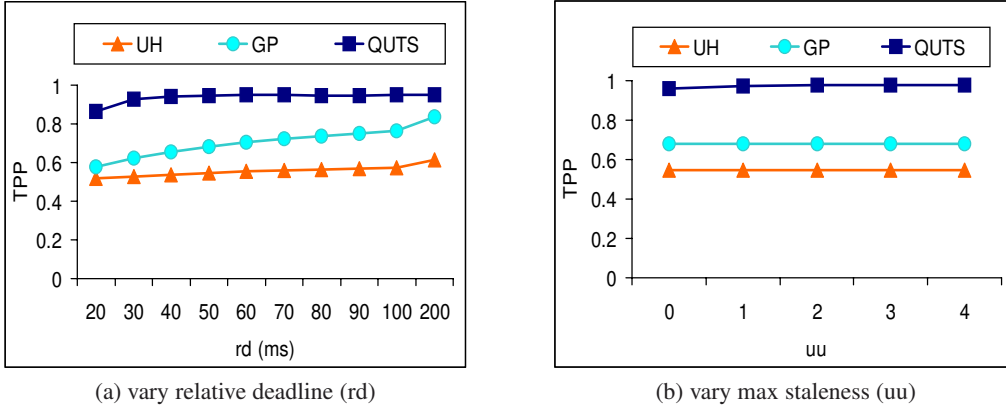 UH GP QUTS
1
0.8
0.6
0.4
0.2
0
TPP
20 30 40 50 60 70 80 90 100 200
rd (ms)
(a) vary relative deadline (rd)
UH GP QUTS
1
0.8
0.6
0.4
0.2
0
TPP
0 1 2 3 4
uu
(b) vary max staleness (uu)